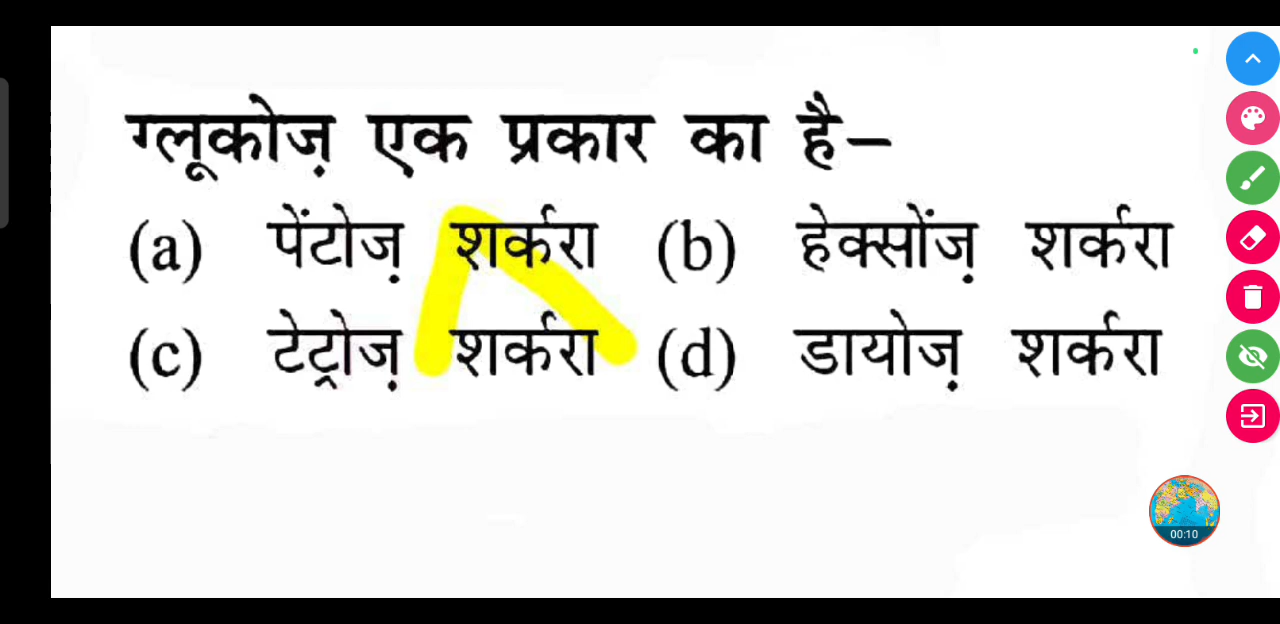 ग्लूकोज़ एक प्रकार का है–
(a) पेंटोज़ शर्करा (b) हेक्सोंज़ शर्करा
(c) टेट्रोज़ शर्करा (d) डायोज़ शर्करा
00:10